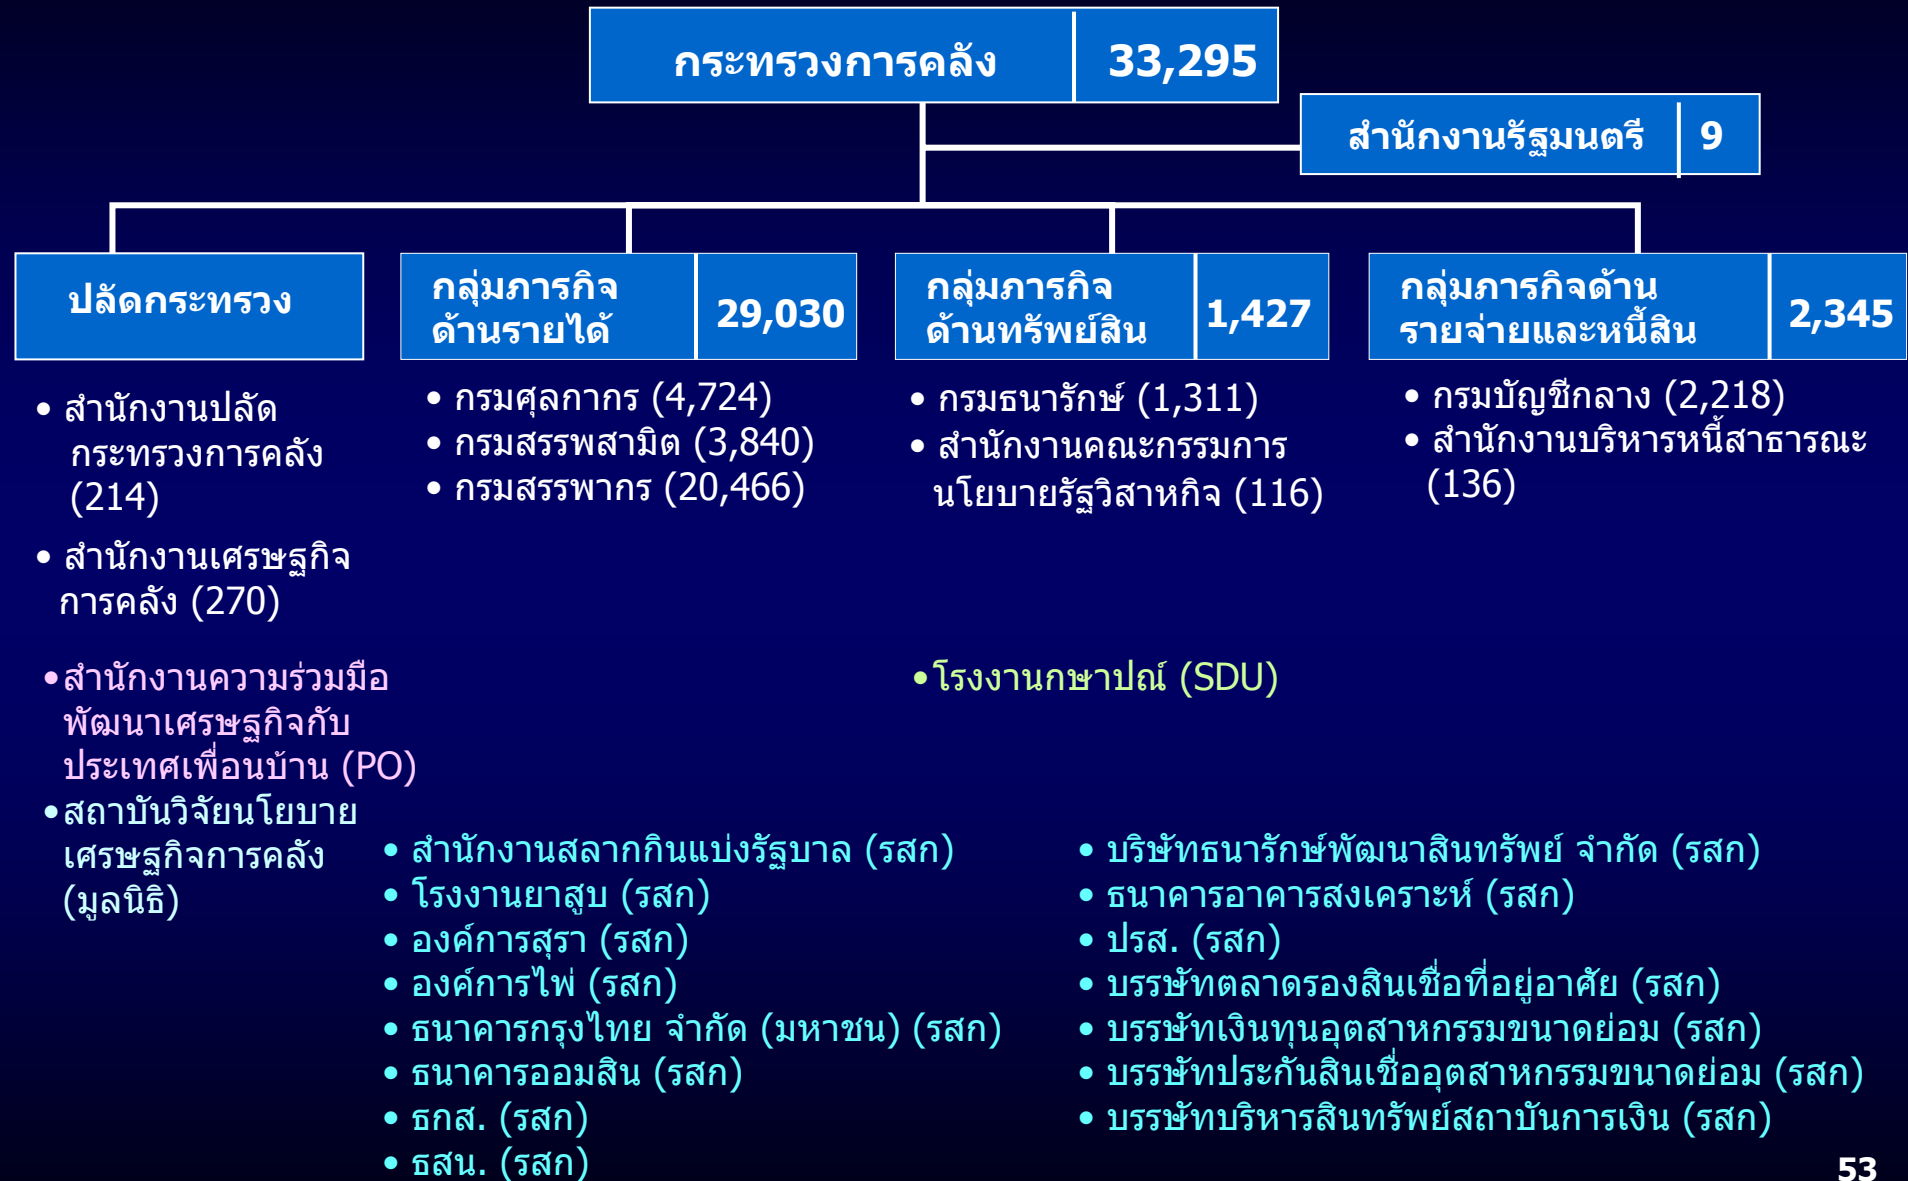 กระทรวงการคลัง 33,295
สำนักงานรัฐมนตรี 9
ปลัดกระทรวง
กลุ่มภารกิจ
ด้านรายได้
29,030
กลุ่มภารกิจ
ด้านทรัพย์สิน
1,427
กลุ่มภารกิจด้าน
รายจ่ายและหนี้สิน
2,345
• สำนักงานปลัด
กระทรวงการคลัง
(214)
• สำนักงานเศรษฐกิจ
การคลัง (270)
• กรมศุลกากร (4,724)
• กรมสรรพสามิต (3,840)
• กรมสรรพากร (20,466)
• กรมธนารักษ์ (1,311)
• สำนักงานคณะกรรมการ
นโยบายรัฐวิสาหกิจ (116)
• กรมบัญชีกลาง (2,218)
• สำนักงานบริหารหนี้สาธารณะ
(136)
•สำนักงานความร่วมมือ
พัฒนาเศรษฐกิจกับ
ประเทศเพื่อนบ้าน (PO)
•สถาบันวิจัยนโยบาย
เศรษฐกิจการคลัง
(มูลนิธิ)
•โรงงานกษาปณ์ (SDU)
• สำนักงานสลากกินแบ่งรัฐบาล (รสก)
• โรงงานยาสูบ (รสก)
• องค์การสุรา (รสก)
• องค์การไพ่ (รสก)
• ธนาคารกรุงไทย จำกัด (มหาชน) (รสก)
• ธนาคารออมสิน (รสก)
• ธกส. (รสก)
• ธสน. (รสก)
• บริษัทธนารักษ์พัฒนาสินทรัพย์ จำกัด (รสก)
• ธนาคารอาคารสงเคราะห์ (รสก)
• ปรส. (รสก)
• บรรษัทตลาดรองสินเชื่อที่อยู่อาศัย (รสก)
• บรรษัทเงินทุนอุตสาหกรรมขนาดย่อม (รสก)
• บรรษัทประกันสินเชื่ออุตสาหกรรมขนาดย่อม (รสก)
• บรรษัทบริหารสินทรัพย์สถาบันการเงิน (รสก)
53